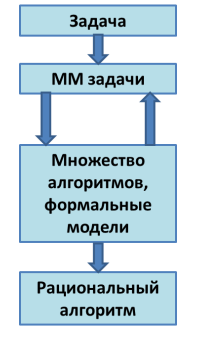 Задача
ММ задачи
Множество
алгоритмов,
формальные
модели
Рациональный
алгоритм